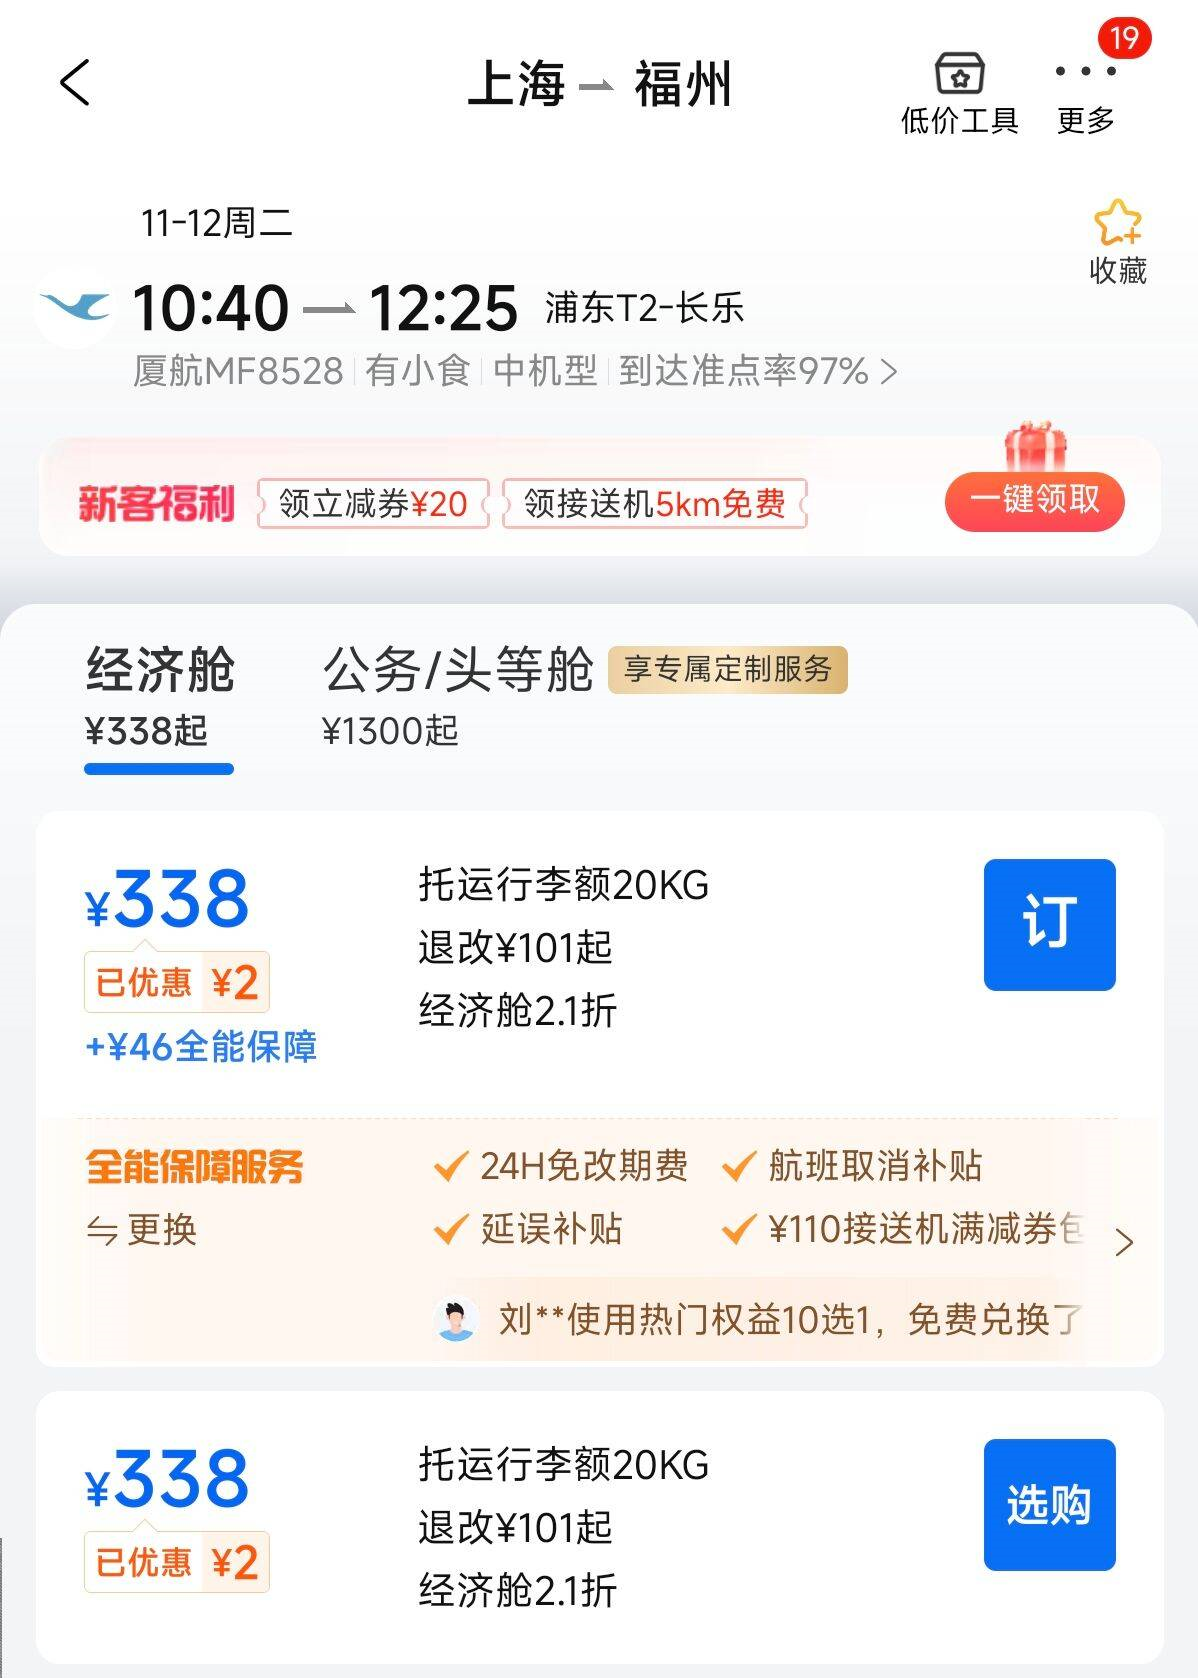 19
上海 福州
低价工具 更多
11-12周二
收藏
10:40 12:25 浦东T2-长乐
厦航MF8528 有小食 中机型 到达准点率97% >
新客福利 领立减券¥20 领接送机5km免费 一键领取
经济舱 公务/头等舱 享专属定制服务
¥338起 ¥1300起
¥338 托运行李额20KG 订
退改¥101起
已优惠 ¥2
经济舱2.1折
+¥46全能保障
全能保障服务 24H免改期费 航班取消补贴
更换 延误补贴 ¥110接送机满减券包
刘**使用热门权益10选1，免费兑换了
¥338 托运行李额20KG 选购
退改¥101起
已优惠 ¥2
经济舱2.1折